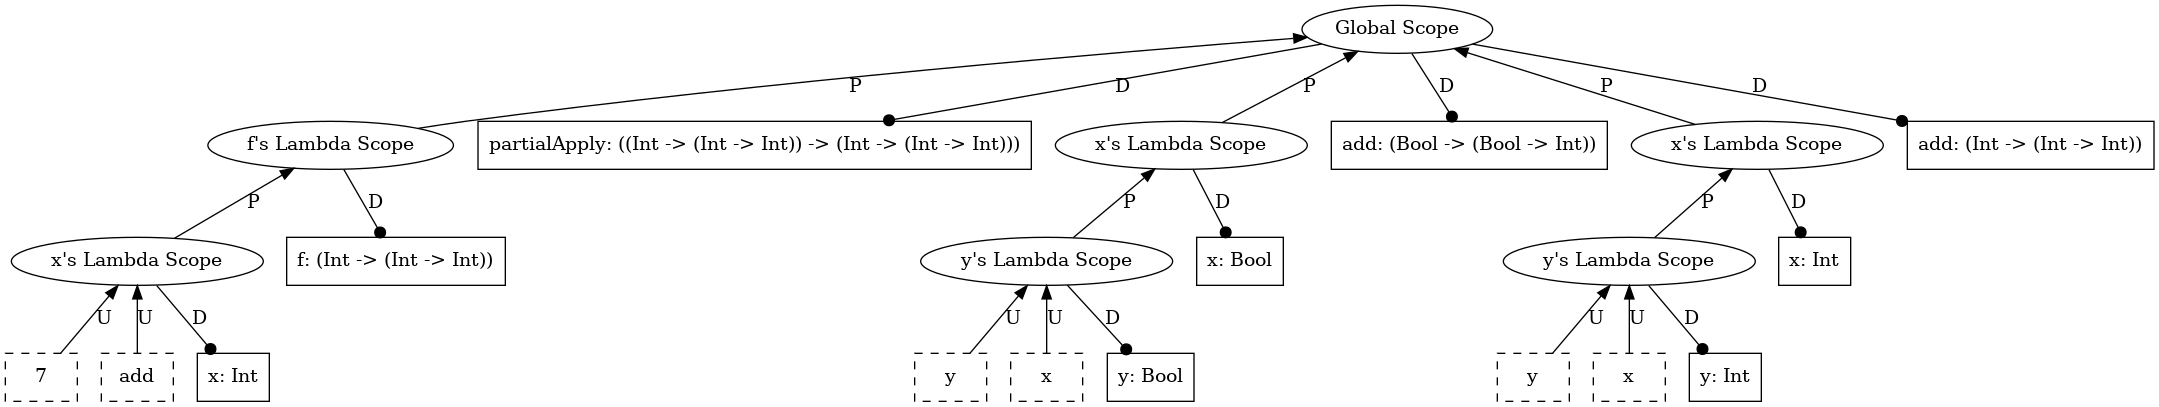 Global Scope
P
D
P
D
P
D
f's Lambda Scope
partialApply: ((Int -> (Int -> Int)) -> (Int -> (Int -> Int)))
x's Lambda Scope
add: (Bool -> (Bool -> Int))
x's Lambda Scope
add: (Int -> (Int -> Int))
P
D
P
D
P
D
x's Lambda Scope
f: (Int -> (Int -> Int))
y's Lambda Scope
x: Bool
y's Lambda Scope
x: Int
U
U
D
U
U
D
U
U
D
7
add
x: Int
y
x
y: Bool
y
x
y: Int